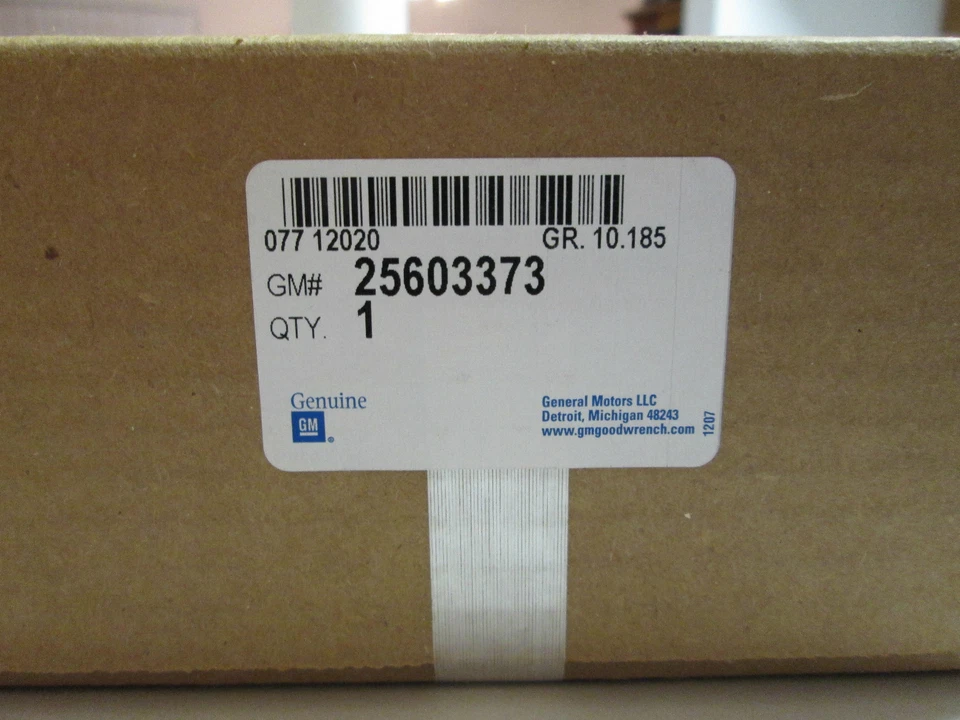 077 12020 GR. 10.185
GM# 25603373
QTY. 1
Genuine
GM
General Motors LLC
Detroit, Michigan 48243
www.gmgoodwrench.com
1207